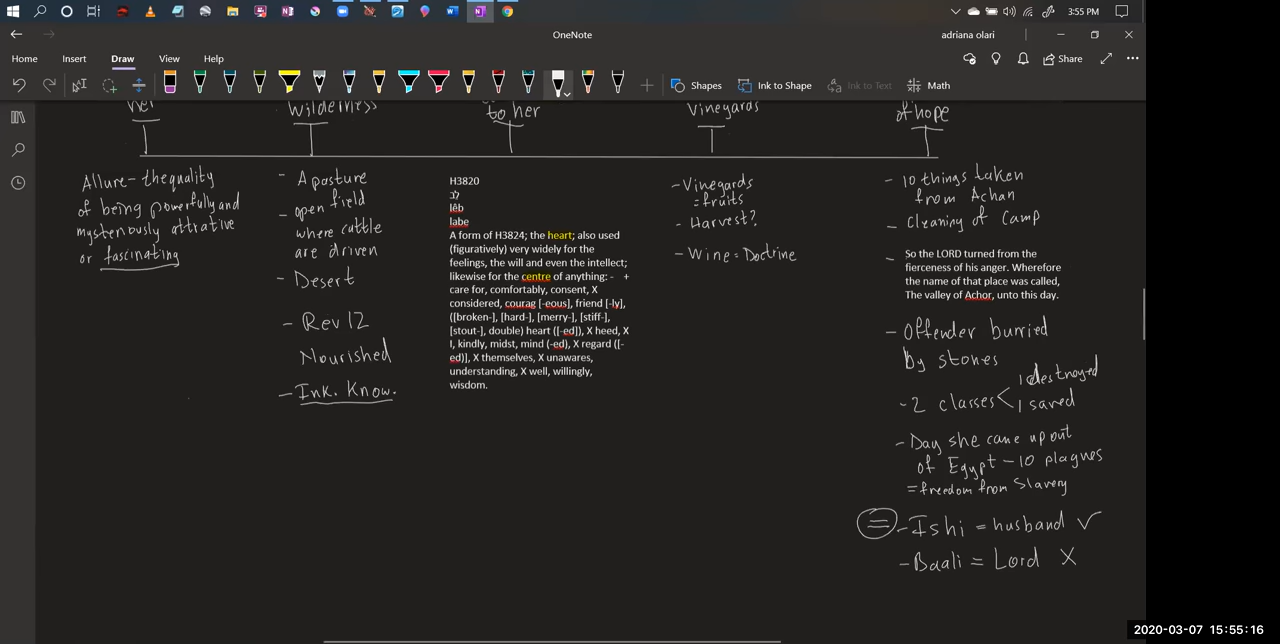 3:55 PM
OneNote
adriana olari
Home Insert Draw View Help
Share
Shapes Ink to Shape Ink to Text Math
her
wilderness
to her
Vineyards
of hope
Allure - the quality
of being powerfully and
mysteriously attrative
or fascinating
- A pasture
- open field
where cattle
are driven
- Desert
- Rev 12
Nourished
- Ink. Know.
H3820
לב
lêb
labe
A form of H3824; the heart; also used
(figuratively) very widely for the
feelings, the will and even the intellect;
likewise for the centre of anything: - +
care for, comfortably, consent, X
considered, courag [-eous], friend [-ly],
([broken-], [hard-], [merry-], [stiff-],
[stout-], double) heart ([-ed]), X heed, X
I, kindly, midst, mind (-ed), X regard ([-
ed)], X themselves, X unawares,
understanding, X well, willingly,
wisdom.
- Vinegards
= fruits
- Harvest?
- Wine = Doctrine
- 10 things taken
from Achan
- Cleaning of Camp
- So the LORD turned from the
fierceness of his anger. Wherefore
the name of that place was called,
The valley of Achor, unto this day.
- Offender burried
by stones
- 2 classes < 1 destroyed
1 saved
- Day she came up out
of Egypt - 10 plagues
= freedom from Slavery
= - Ishi = husband ✓
- Baali = Lord X
2020-03-07 15:55:16